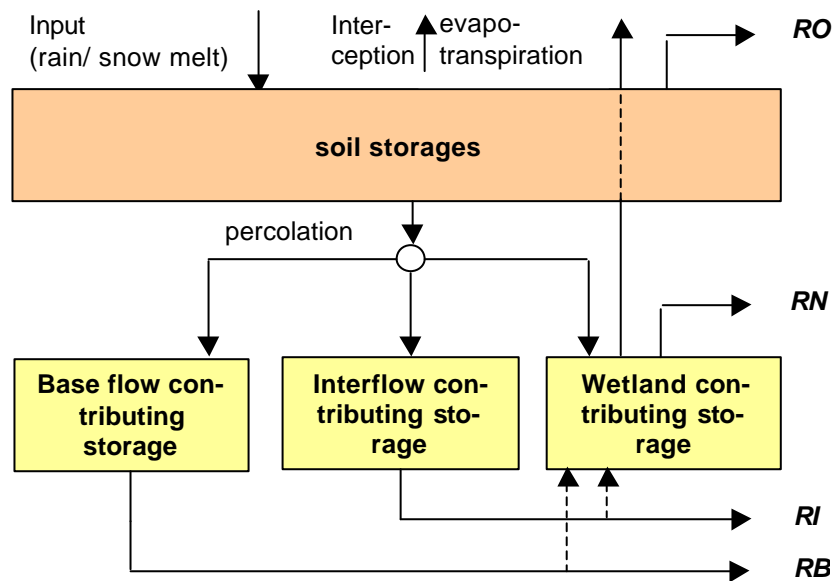 Input
(rain/ snow melt)
Inter-
ception
evapo-
transpiration
RO
soil storages
percolation
RN
Base flow con-
tributing
storage
Interflow con-
tributing sto-
rage
Wetland con-
tributing sto-
rage
RI
RB